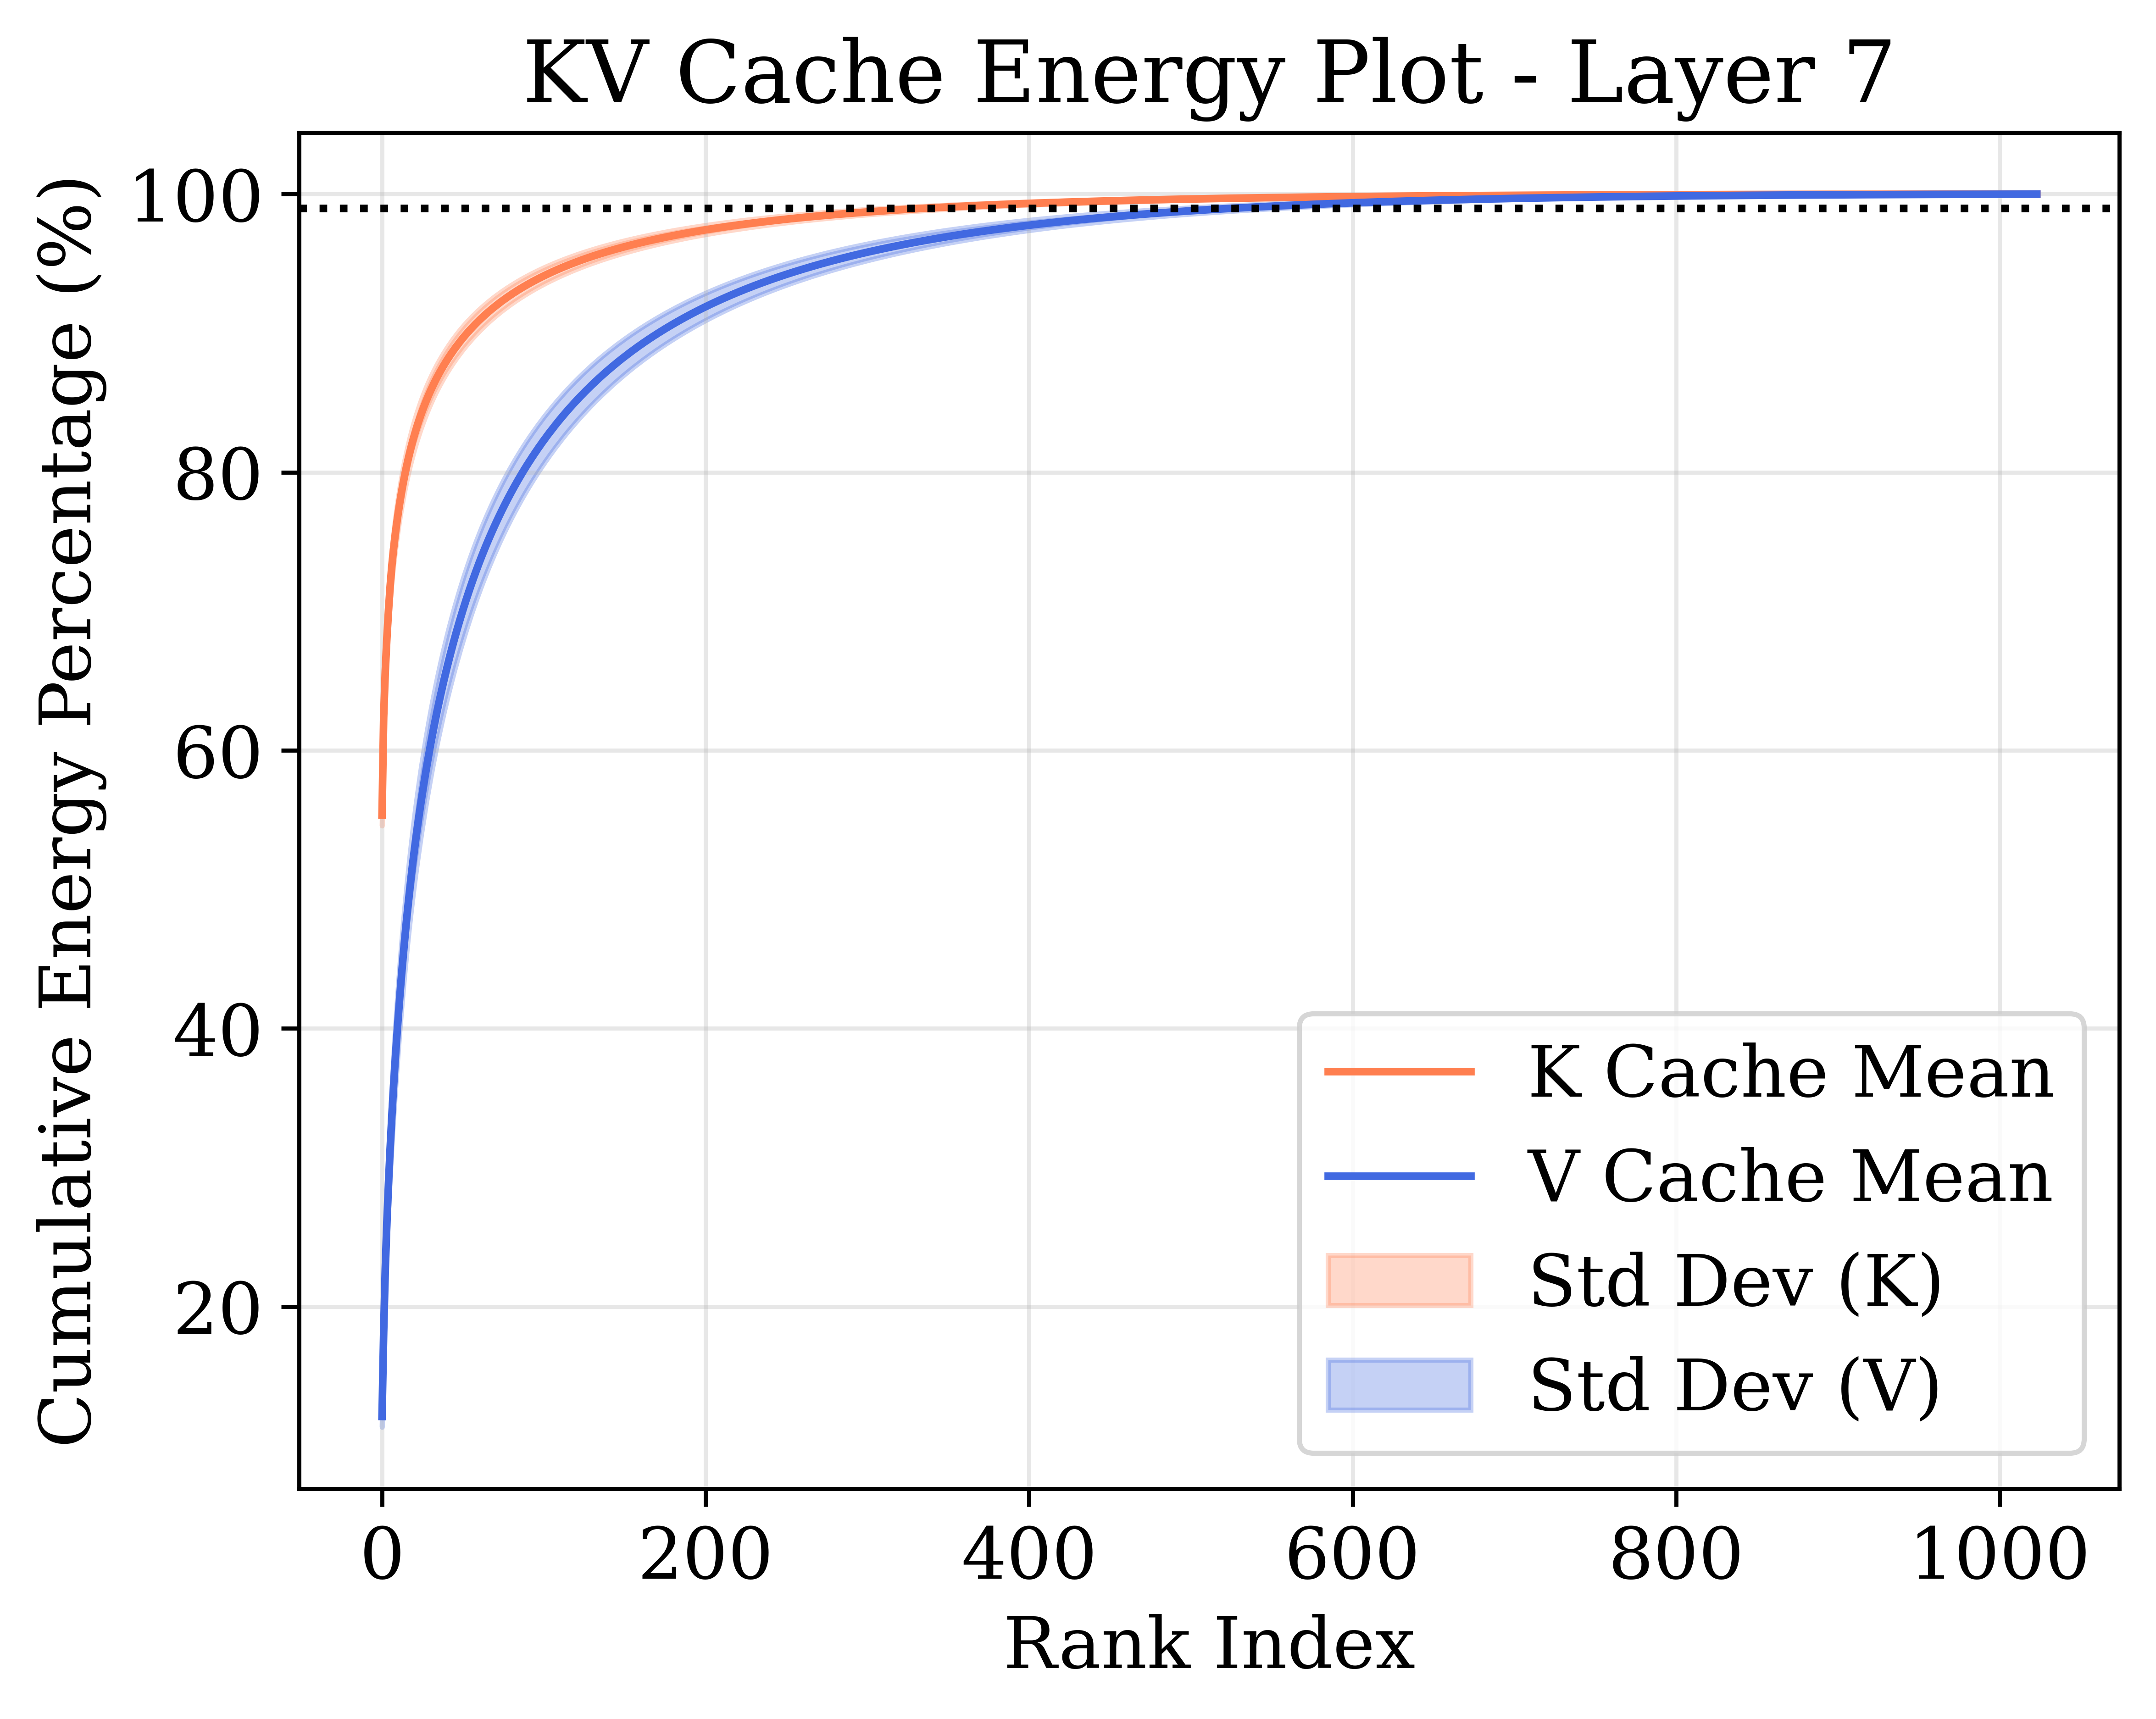 KV Cache Energy Plot - Layer 7
Cumulative Energy Percentage (%)
100
80
60
40
20
K Cache Mean
V Cache Mean
Std Dev (K)
Std Dev (V)
0 200 400 600 800 1000
Rank Index